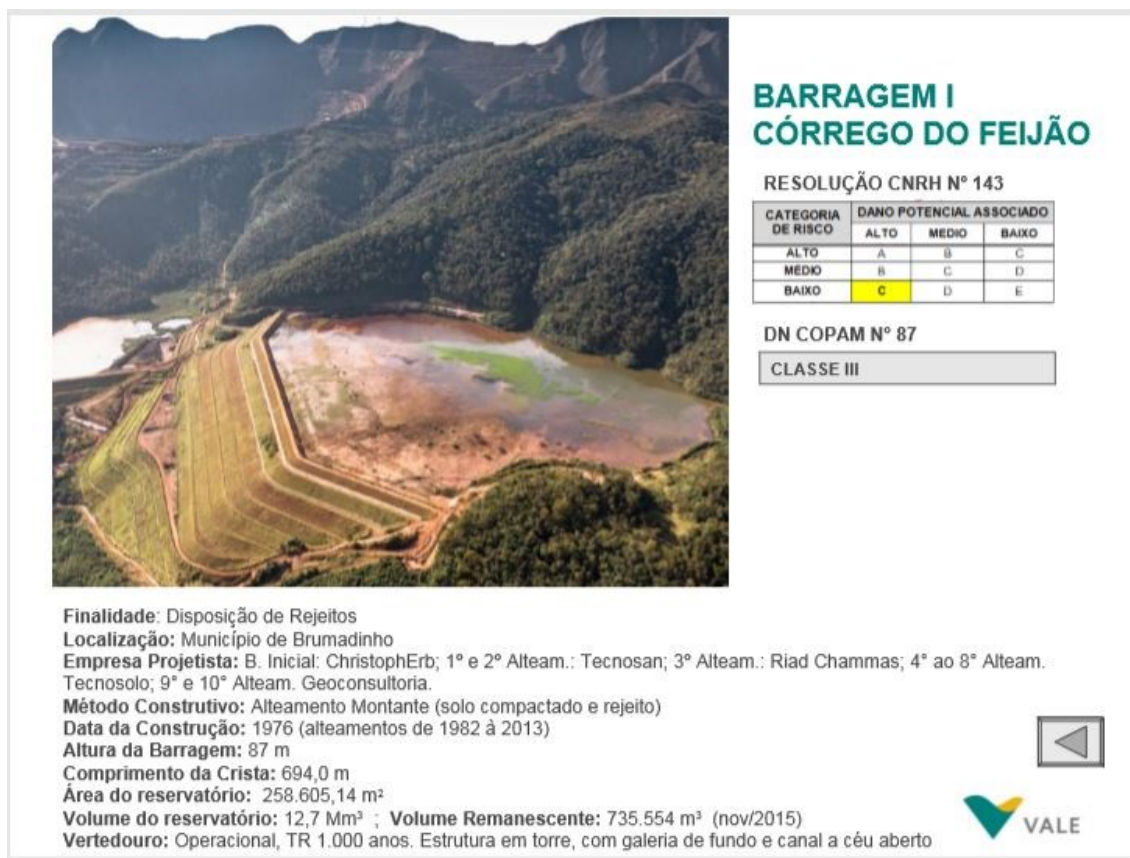 BARRAGEM I
CÓRREGO DO FEIJÃO
RESOLUÇÃO CNRH Nº 143
CATEGORIA DE RISCO DANO POTENCIAL ASSOCIADO
ALTO MEDIO BAIXO
ALTO A B C
MÉDIO B C D
BAIXO C D E
DN COPAM N° 87
CLASSE III
Finalidade: Disposição de Rejeitos
Localização: Município de Brumadinho
Empresa Projetista: B. Inicial: ChristophErb; 1º e 2º Alteam.: Tecnosan; 3º Alteam.: Riad Chammas; 4° ao 8° Alteam.
Tecnosolo; 9° e 10° Alteam. Geoconsultoria.
Método Construtivo: Alteamento Montante (solo compactado e rejeito)
Data da Construção: 1976 (alteamentos de 1982 à 2013)
Altura da Barragem: 87 m
Comprimento da Crista: 694,0 m
Área do reservatório: 258.605,14 m²
Volume do reservatório: 12,7 Mm³ ; Volume Remanescente: 735.554 m³ (nov/2015)
Vertedouro: Operacional, TR 1.000 anos. Estrutura em torre, com galeria de fundo e canal a céu aberto
VALE